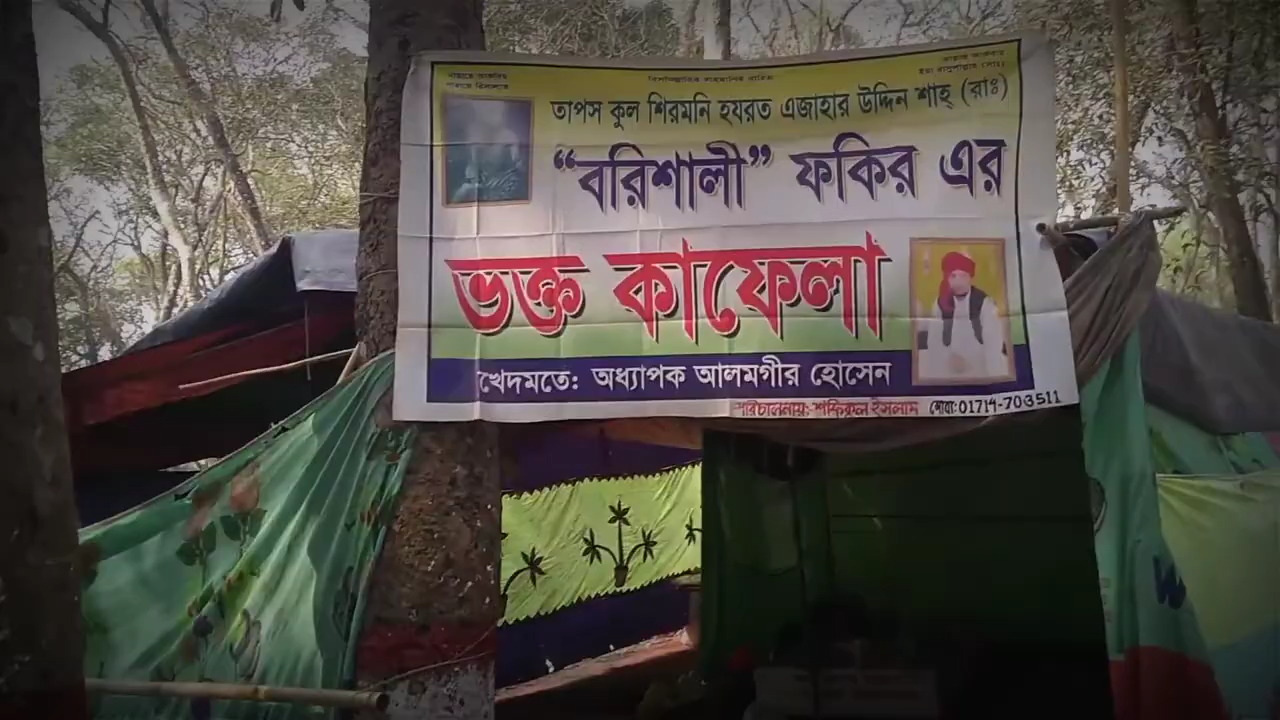 তাপস কুল শিরমনি হযরত এজাহার উদ্দিন শাহ্ (রাঃ)
“বরিশালী” ফকির এর
ভক্ত কাফেলা
খেদমতে: অধ্যাপক আলমগীর হোসেন
পরিচালনায়: শফিকুল ইসলাম মোবা:01714-703511